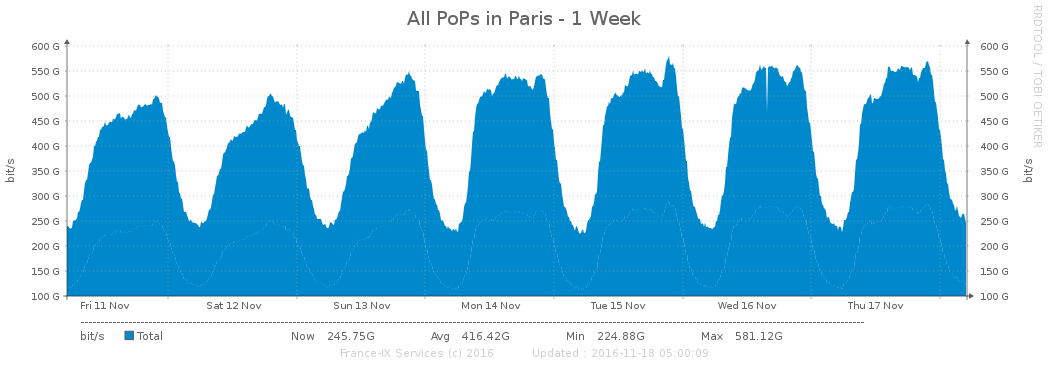 All PoPs in Paris - 1 Week
RRDTOOL / TOBI OETIKER
600 G 600 G
550 G 550 G
500 G 500 G
450 G 450 G
400 G 400 G
350 G 350 G
300 G 300 G
250 G 250 G
200 G 200 G
150 G 150 G
100 G 100 G
bit/s
bit/s
Fri 11 Nov Sat 12 Nov Sun 13 Nov Mon 14 Nov Tue 15 Nov Wed 16 Nov Thu 17 Nov
bit/s Total Now 245.75G Avg 416.42G Min 224.88G Max 581.12G
France-IX Services (c) 2016 Updated : 2016-11-18 05:00:09